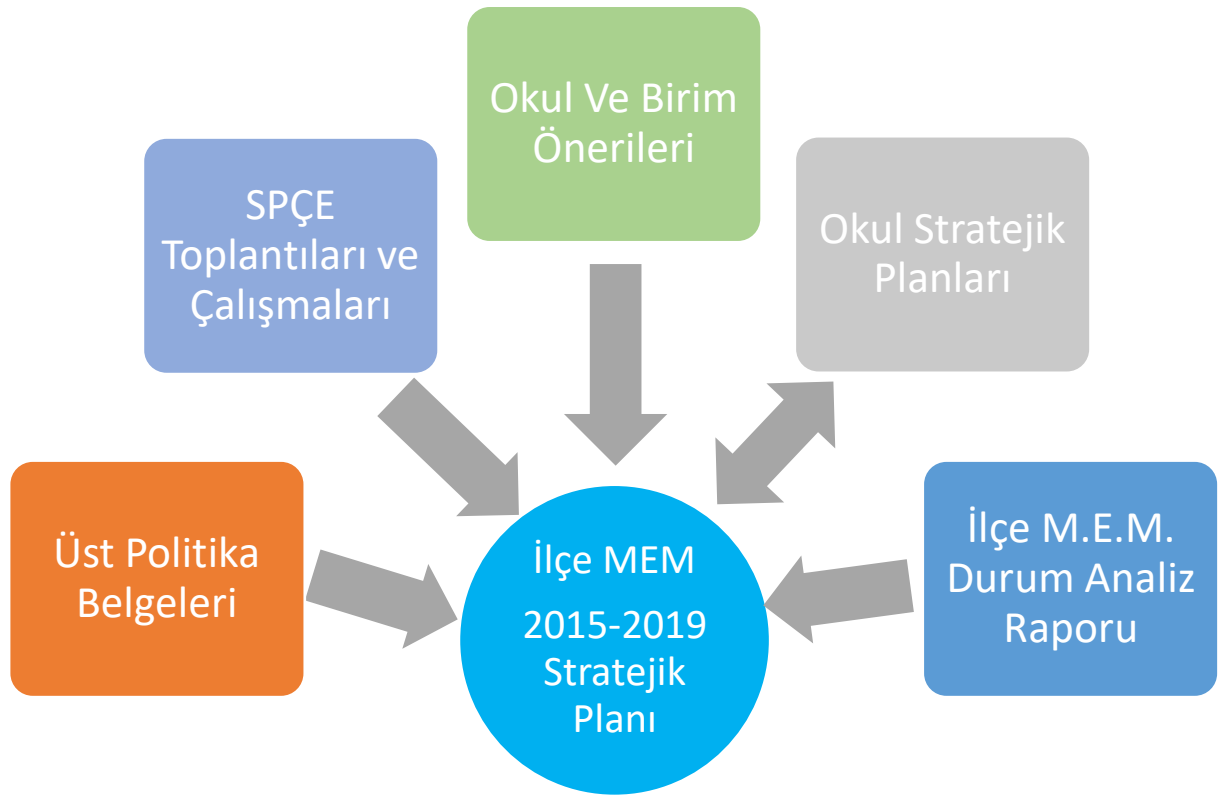 Okul Ve Birim
Önerileri
SPÇE
Toplantıları ve
Çalışmaları
Okul Stratejik
Planları
Üst Politika
Belgeleri
İlçe MEM
2015-2019
Stratejik
Planı
İlçe M.E.M.
Durum Analiz
Raporu